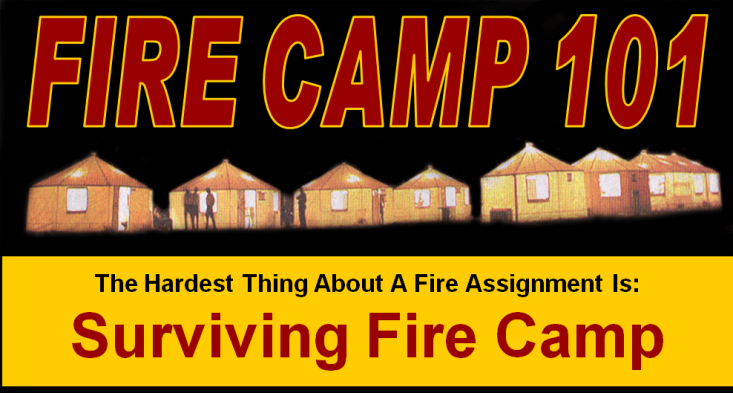 FIRE CAMP 101
The Hardest Thing About A Fire Assignment Is:
Surviving Fire Camp